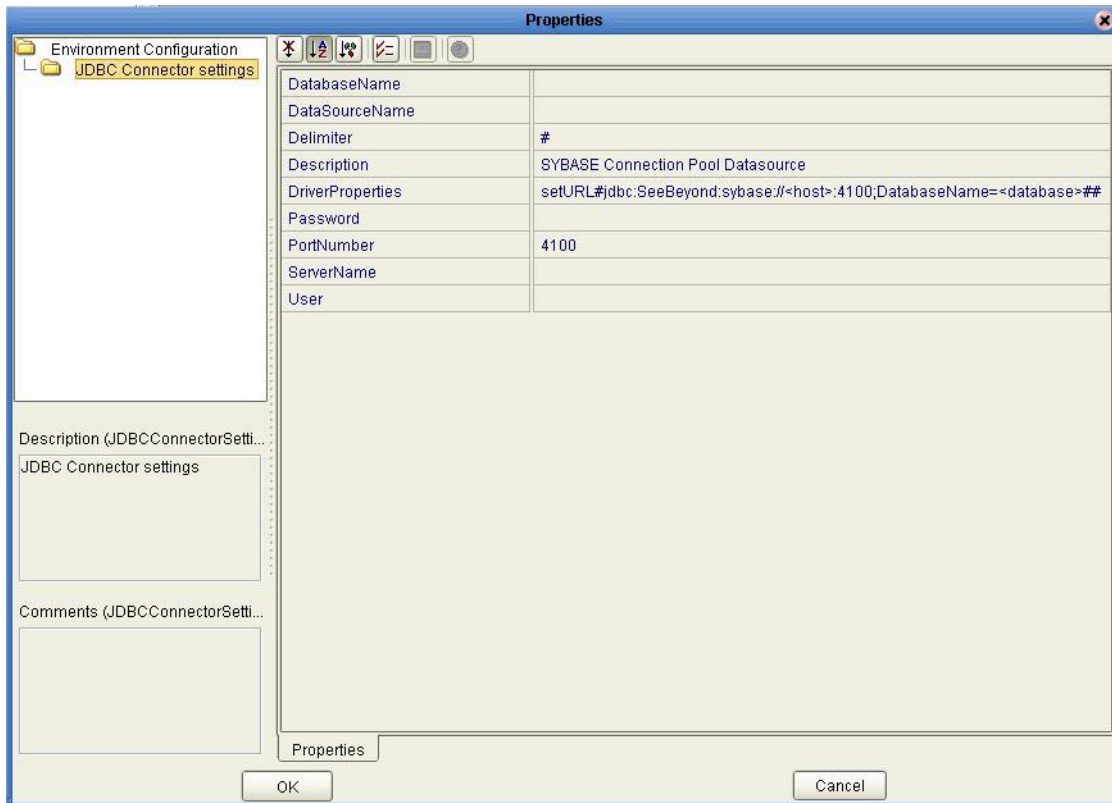 Properties
Environment Configuration
JDBC Connector settings
DatabaseName
DataSourceName
Delimiter #
Description SYBASE Connection Pool Datasource
DriverProperties setURL#jdbc:SeeBeyond:sybase://<host>:4100;DatabaseName=<database>##
Password
PortNumber 4100
ServerName
User
Description (JDBCConnectorSetti...
JDBC Connector settings
Comments (JDBCConnectorSetti...
Properties
OK Cancel